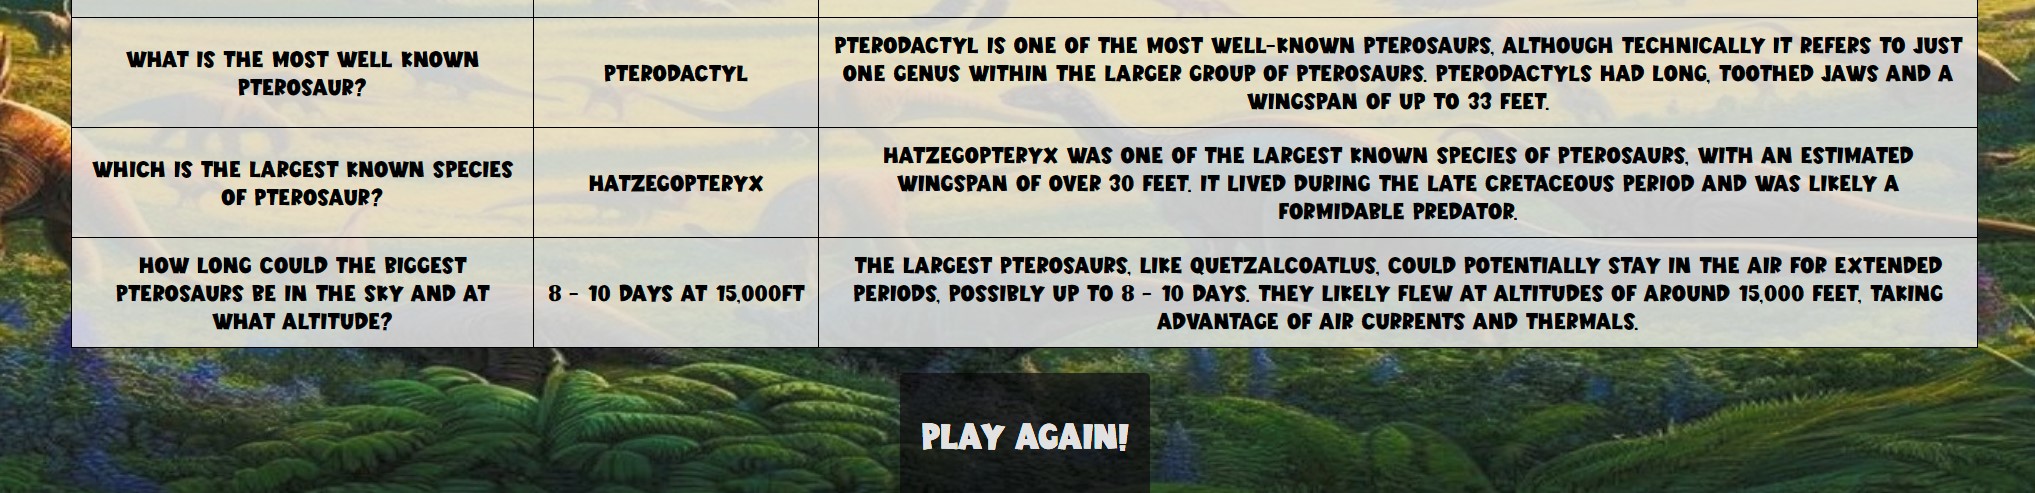 WHAT IS THE MOST WELL KNOWN
PTEROSAUR?
PTERODACTYL
PTERODACTYL IS ONE OF THE MOST WELL-KNOWN PTEROSAURS, ALTHOUGH TECHNICALLY IT REFERS TO JUST
ONE GENUS WITHIN THE LARGER GROUP OF PTEROSAURS. PTERODACTYLS HAD LONG, TOOTHED JAWS AND A
WINGSPAN OF UP TO 33 FEET.
WHICH IS THE LARGEST KNOWN SPECIES
OF PTEROSAUR?
HATZEGOPTERYX
HATZEGOPTERYX WAS ONE OF THE LARGEST KNOWN SPECIES OF PTEROSAURS, WITH AN ESTIMATED
WINGSPAN OF OVER 30 FEET. IT LIVED DURING THE LATE CRETACEOUS PERIOD AND WAS LIKELY A
FORMIDABLE PREDATOR.
HOW LONG COULD THE BIGGEST
PTEROSAURS BE IN THE SKY AND AT
WHAT ALTITUDE?
8 - 10 DAYS AT 15,000FT
THE LARGEST PTEROSAURS, LIKE QUETZALCOATLUS, COULD POTENTIALLY STAY IN THE AIR FOR EXTENDED
PERIODS, POSSIBLY UP TO 8 - 10 DAYS. THEY LIKELY FLEW AT ALTITUDES OF AROUND 15,000 FEET, TAKING
ADVANTAGE OF AIR CURRENTS AND THERMALS.
PLAY AGAIN!